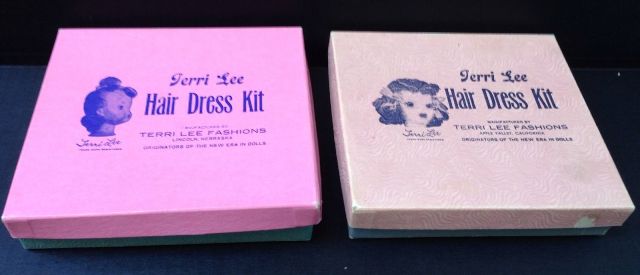 Terri Lee
Hair Dress Kit
MANUFACTURED BY
TERRI LEE FASHIONS
LINCOLN, NEBRASKA
ORIGINATORS OF THE NEW ERA IN DOLLS
Terri Lee
Terri Lee
Hair Dress Kit
MANUFACTURED BY
TERRI LEE FASHIONS
APPLE VALLEY, CALIFORNIA
ORIGINATORS OF THE NEW ERA IN DOLLS
Terri Lee